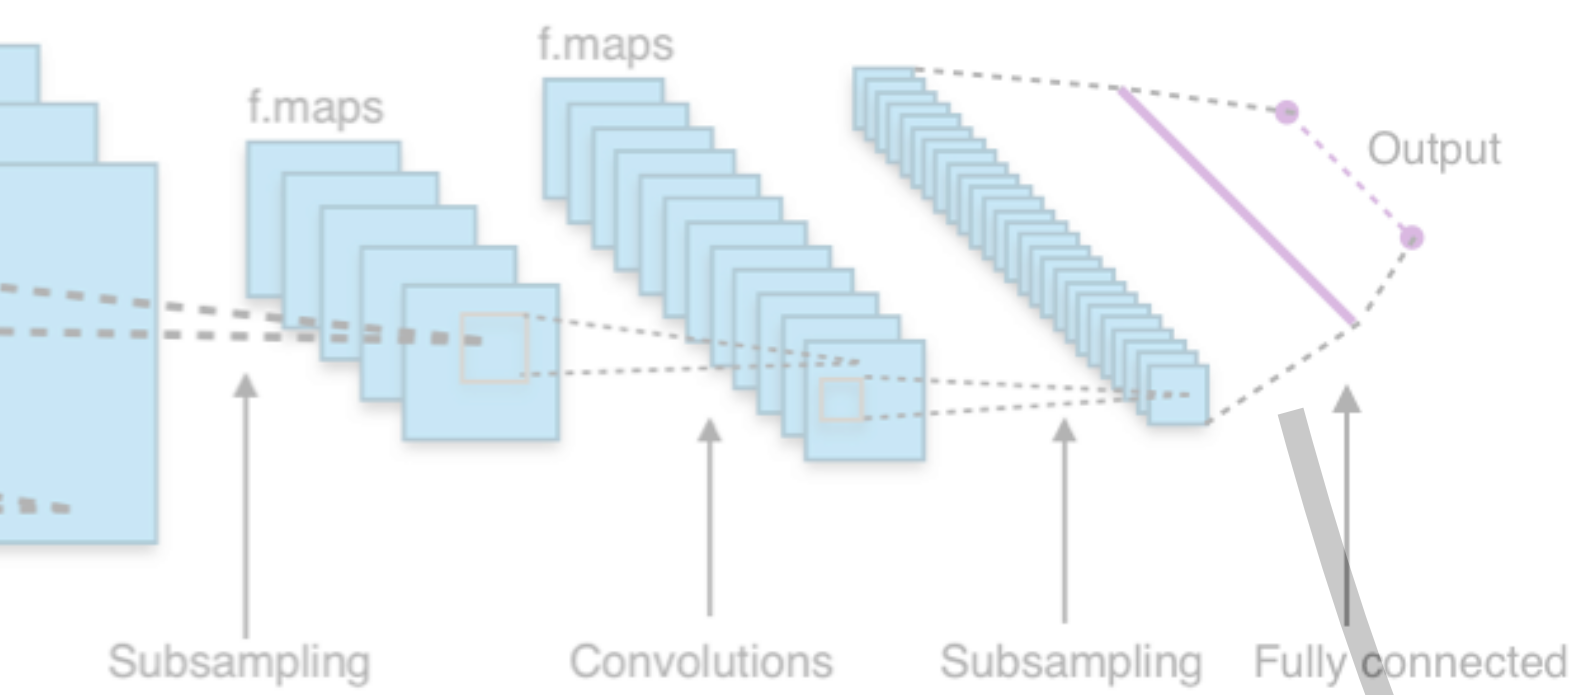 f.maps
f.maps
Output
Subsampling
Convolutions
Subsampling
Fully connected